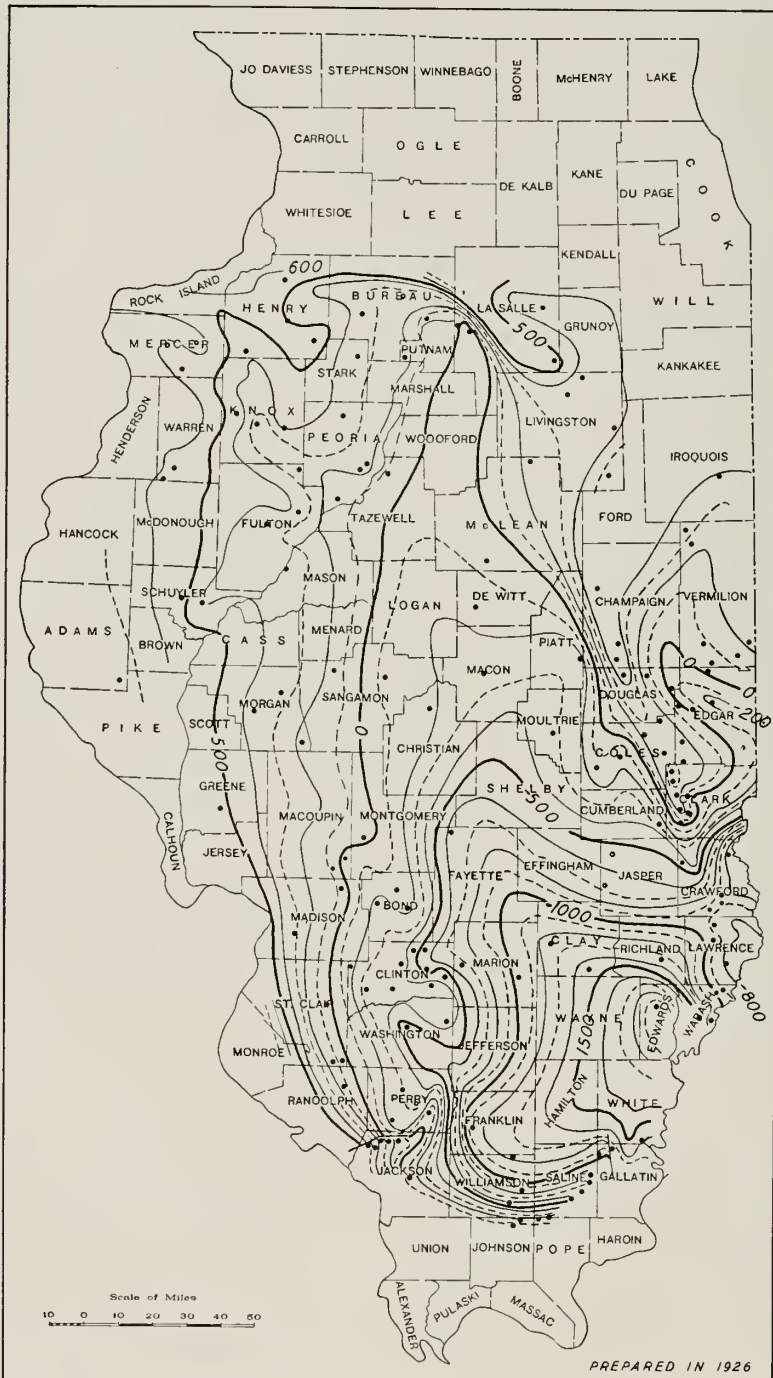 JO DAVIESS STEPHENSON WINNEBAGO BOONE McHENRY LAKE
CARROLL OGLE DE KALB KANE COOK
DU PAGE
WHITESIDE LEE
KENDALL
ROCK ISLAND 600 HENRY BUREAU LA SALLE GRUNOY WILL
MERCER 500
PUTNAM
STARK KANKAKEE
MARSHALL
HENDERSON WARREN KNOX PEORIA WOODFORD LIVINGSTON
IROQUOIS
HANCOCK McDONOUGH FULTON TAZEWELL McLEAN FORD
MASON
SCHUYLER LOGAN DE WITT CHAMPAIGN VERMILION
ADAMS BROWN CASS MENARD PIATT
MACON 0
0
PIKE SCOTT MORGAN SANGAMON DOUGLAS EDGAR -200
MOULTRIE
500 0 CHRISTIAN COLES
GREENE SHELBY
-500
CALHOUN MACOUPIN MONTGOMERY CUMBERLAND CLARK
JERSEY
EFFINGHAM JASPER
FAYETTE CRAWFORD
MADISON BOND -1000
CLAY RICHLAND LAWRENCE
CLINTON MARION
-800
ST. CLAIR WAYNE EDWARDS WABASH
1500
WASHINGTON JEFFERSON
MONROE
RANDOLPH PERRY HAMILTON WHITE
FRANKLIN
JACKSON WILLIAMSON SALINE GALLATIN
UNION JOHNSON POPE HAROIN
ALEXANDER PULASKI MASSAC
Scale of Miles
10 0 10 20 30 40 50
PREPARED IN 1926